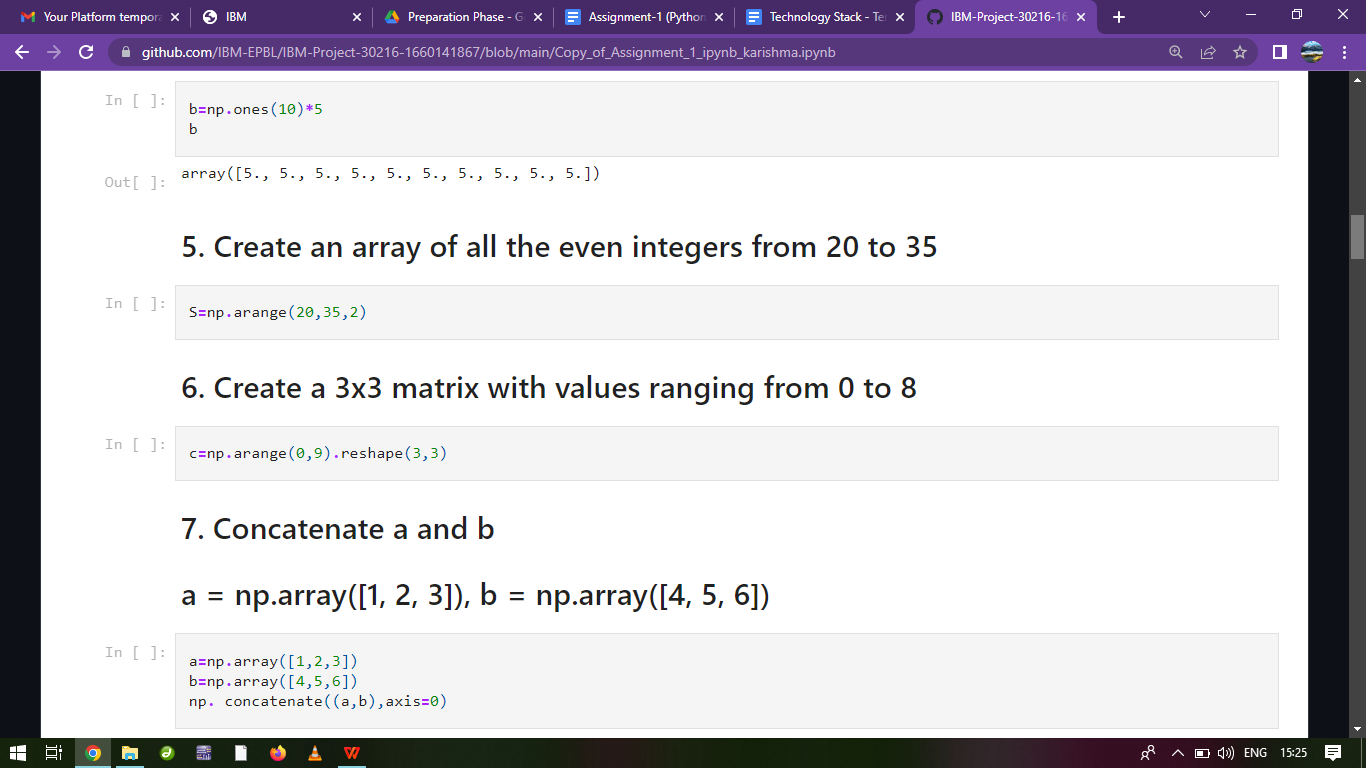 Your Platform tempora
IBM
Preparation Phase - G
Assignment-1 (Python
Technology Stack - Te
IBM-Project-30216-16
github.com/IBM-EPBL/IBM-Project-30216-1660141867/blob/main/Copy_of_Assignment_1_ipynb_karishma.ipynb
In [ ]:
b=np.ones(10)*5
b
Out[ ]:
array([5., 5., 5., 5., 5., 5., 5., 5., 5., 5.])
5. Create an array of all the even integers from 20 to 35
In [ ]:
S=np.arange(20,35,2)
6. Create a 3x3 matrix with values ranging from 0 to 8
In [ ]:
c=np.arange(0,9).reshape(3,3)
7. Concatenate a and b
a = np.array([1, 2, 3]), b = np.array([4, 5, 6])
In [ ]:
a=np.array([1,2,3])
b=np.array([4,5,6])
np. concatenate((a,b),axis=0)
ENG 15:25